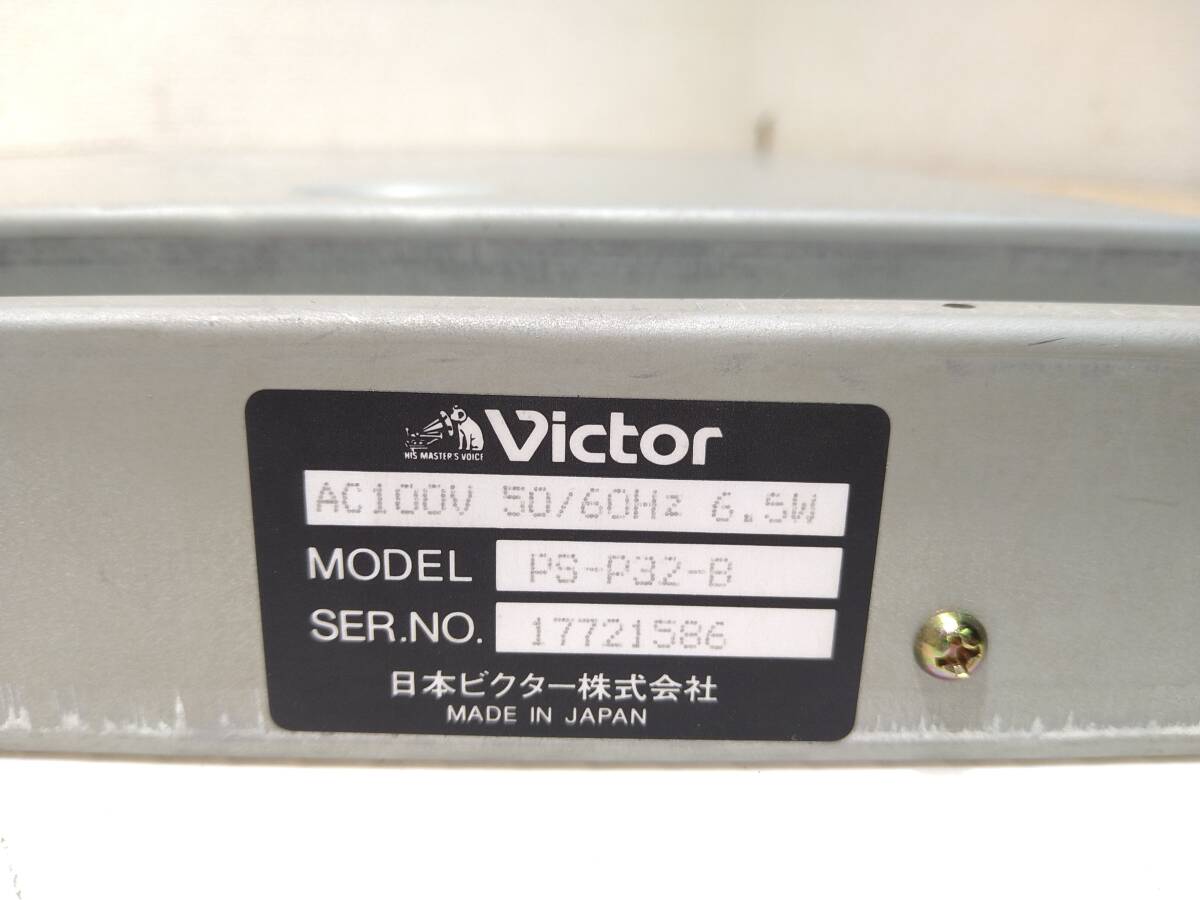 HIS MASTER'S VOICE
Victor
AC100V 50/60Hz 6.5W
MODEL PS-P32-B
SER.NO. 17721586
日本ビクター株式会社
MADE IN JAPAN